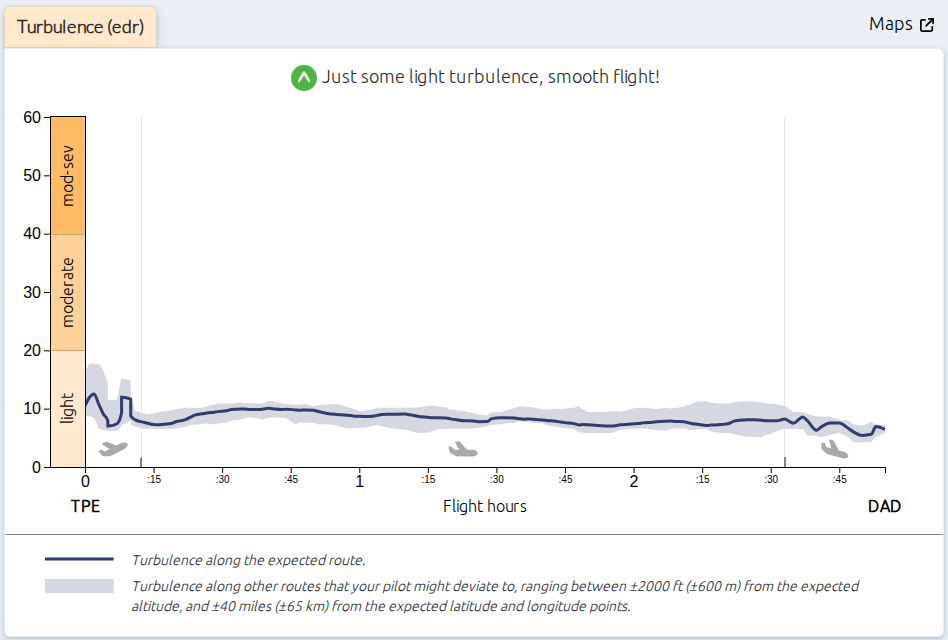 Turbulence (edr)
Maps
Just some light turbulence, smooth flight!
60
50
40
30
20
10
0
mod-sev
moderate
light
0 :15 :30 :45 1 :15 :30 :45 2 :15 :30 :45
TPE Flight hours DAD
Turbulence along the expected route.
Turbulence along other routes that your pilot might deviate to, ranging between ±2000 ft (±600 m) from the expected
altitude, and ±40 miles (±65 km) from the expected latitude and longitude points.